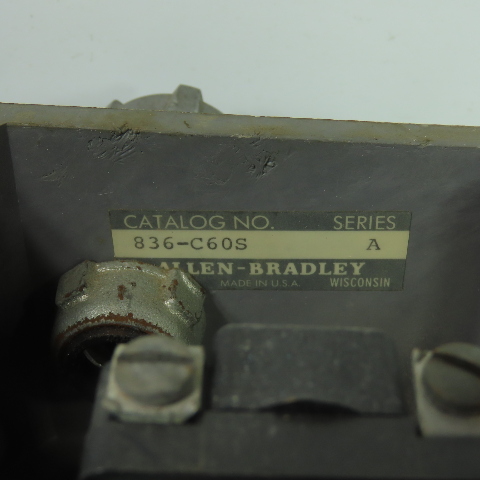 CATALOG NO. SERIES
836-C60S A
ALLEN-BRADLEY
MADE IN U.S.A. WISCONSIN